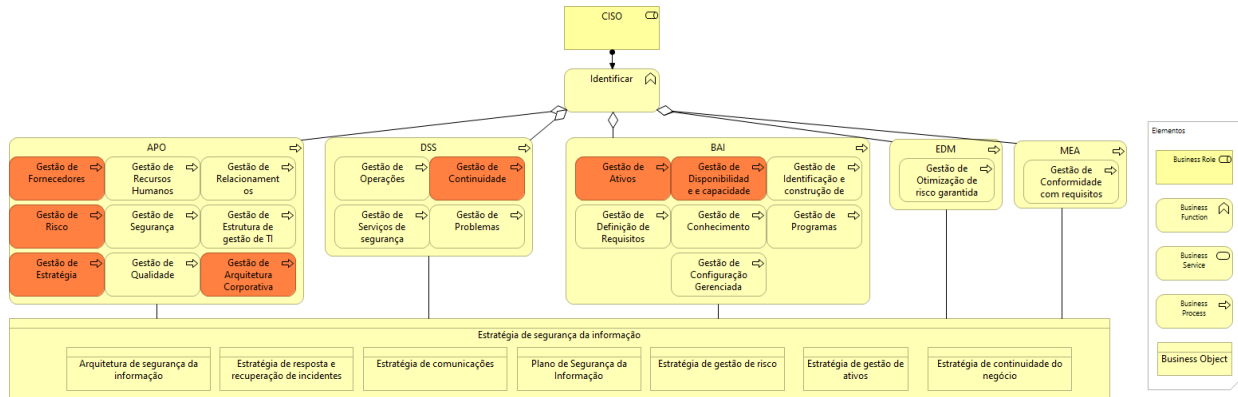 CISO
Identificar
APO
Gestão de
Fornecedores
Gestão de
Recursos
Humanos
Gestão de
Relacionament
os
Gestão de
Risco
Gestão de
Segurança
Gestão de
Estrutura de
gestão de TI
Gestão de
Estratégia
Gestão de
Qualidade
Gestão de
Arquitetura
Corporativa
DSS
Gestão de
Operações
Gestão de
Continuidade
Gestão de
Serviços de
segurança
Gestão de
Problemas
BAI
Gestão de
Ativos
Gestão de
Disponibilidad
e e capacidade
Gestão de
Identificação e
construção de
Gestão de
Definição de
Requisitos
Gestão de
Conhecimento
Gestão de
Programas
Gestão de
Configuração
Gerenciada
EDM
Gestão de
Otimização de
risco garantida
MEA
Gestão de
Conformidade
com requisitos
Estratégia de segurança da informação
Arquitetura de segurança da
informação
Estratégia de resposta e
recuperação de incidentes
Estratégia de comunicações
Plano de Segurança da
Informação
Estratégia de gestão de risco
Estratégia de gestão de
ativos
Estratégia de continuidade do
negócio
Elementos
Business Role
Business
Function
Business
Service
Business
Process
Business Object